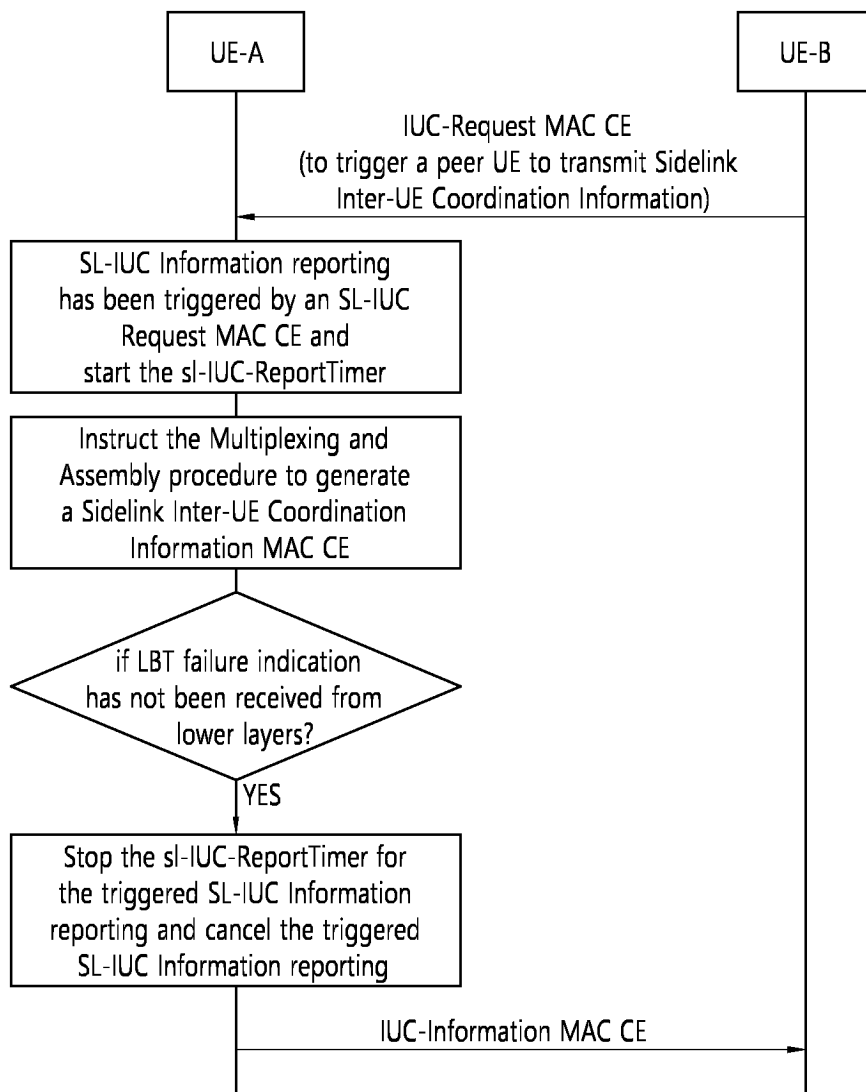 UE-A
UE-B
IUC-Request MAC CE
(to trigger a peer UE to transmit Sidelink
Inter-UE Coordination Information)
SL-IUC Information reporting
has been triggered by an SL-IUC
Request MAC CE and
start the sl-IUC-ReportTimer
Instruct the Multiplexing and
Assembly procedure to generate
a Sidelink Inter-UE Coordination
Information MAC CE
if LBT failure indication
has not been received from
lower layers?
YES
Stop the sl-IUC-ReportTimer for
the triggered SL-IUC Information
reporting and cancel the triggered
SL-IUC Information reporting
IUC-Information MAC CE